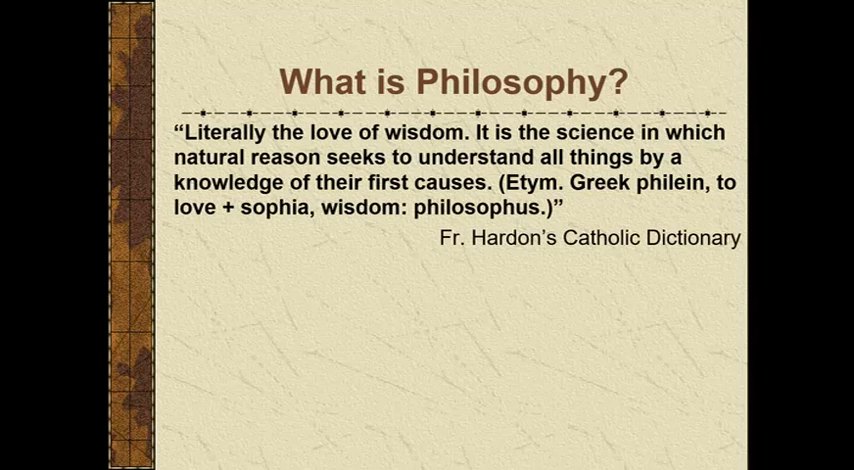 What is Philosophy?
“Literally the love of wisdom. It is the science in which
natural reason seeks to understand all things by a
knowledge of their first causes. (Etym. Greek philein, to
love + sophia, wisdom: philosophus.)”
Fr. Hardon’s Catholic Dictionary